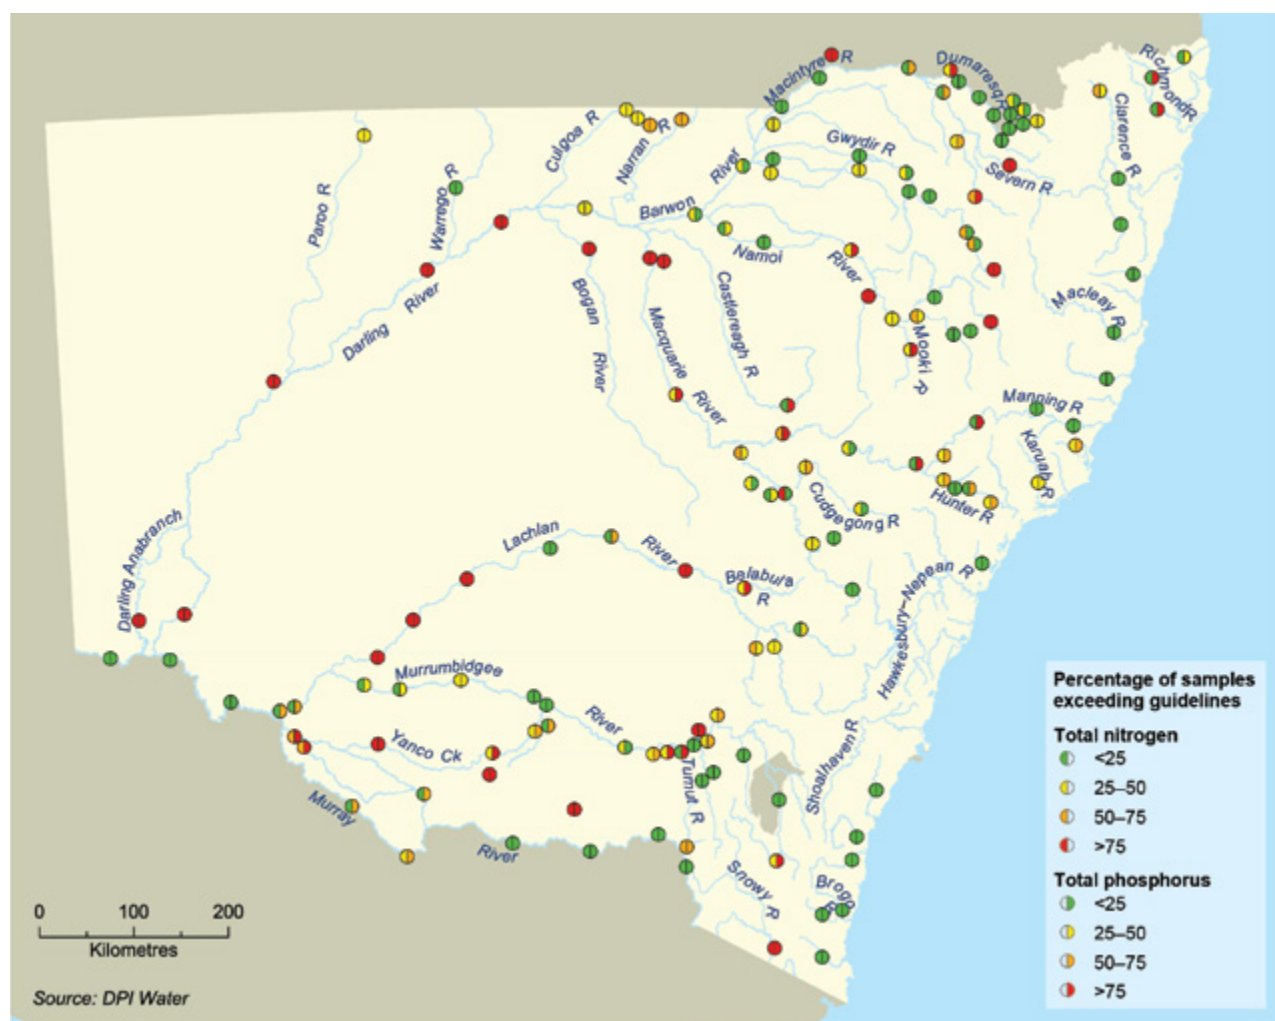 Macintyre R
Dumaresq R
Richmond R
Clarence R
Culgoa R
Narran R
Gwydir R
River
Severn R
Paroo R
Warrego R
Barwon
Namoi
River
Darling River
Bogan River
Macquarie River
Castlereagh R
Mooki R
Macleay R
Manning R
Karuah R
Hunter R
Cudgegong R
Darling Anabranch
Lachlan River
Balabula R
Hawkesbury–Nepean R
Murrumbidgee River
Yanco Ck
Tumut R
Shoalhaven R
Murray River
Snowy R
Brogo R
Percentage of samples
exceeding guidelines
Total nitrogen
<25
25–50
50–75
>75
Total phosphorus
<25
25–50
50–75
>75
0 100 200
Kilometres
Source: DPI Water